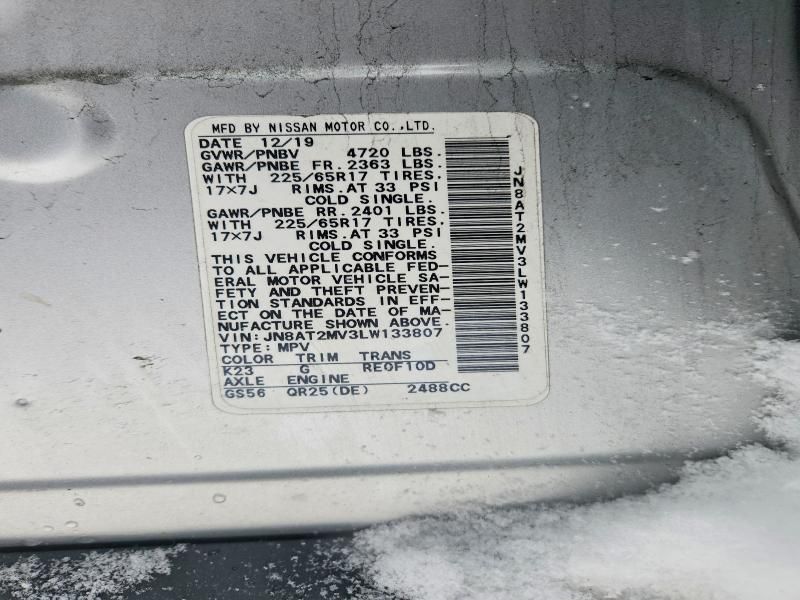 MFD BY NISSAN MOTOR CO.,LTD.
DATE 12/19
GVWR/PNBV 4720 LBS.
GAWR/PNBE FR. 2363 LBS.
WITH 225/65R17 TIRES.
17×7J RIMS.AT 33 PSI
COLD SINGLE.
GAWR/PNBE RR. 2401 LBS.
WITH 225/65R17 TIRES.
17×7J RIMS.AT 33 PSI
COLD SINGLE.
THIS VEHICLE CONFORMS
TO ALL APPLICABLE FED-
ERAL MOTOR VEHICLE SA-
FETY AND THEFT PREVEN-
TION STANDARDS IN EFF-
ECT ON THE DATE OF MA-
NUFACTURE SHOWN ABOVE.
VIN:JN8AT2MV3LW133807
TYPE:MPV
COLOR TRIM TRANS
K23 G RE0F10D
AXLE ENGINE
GS56 QR25(DE) 2488CC
JN8AT2MV3LW133807